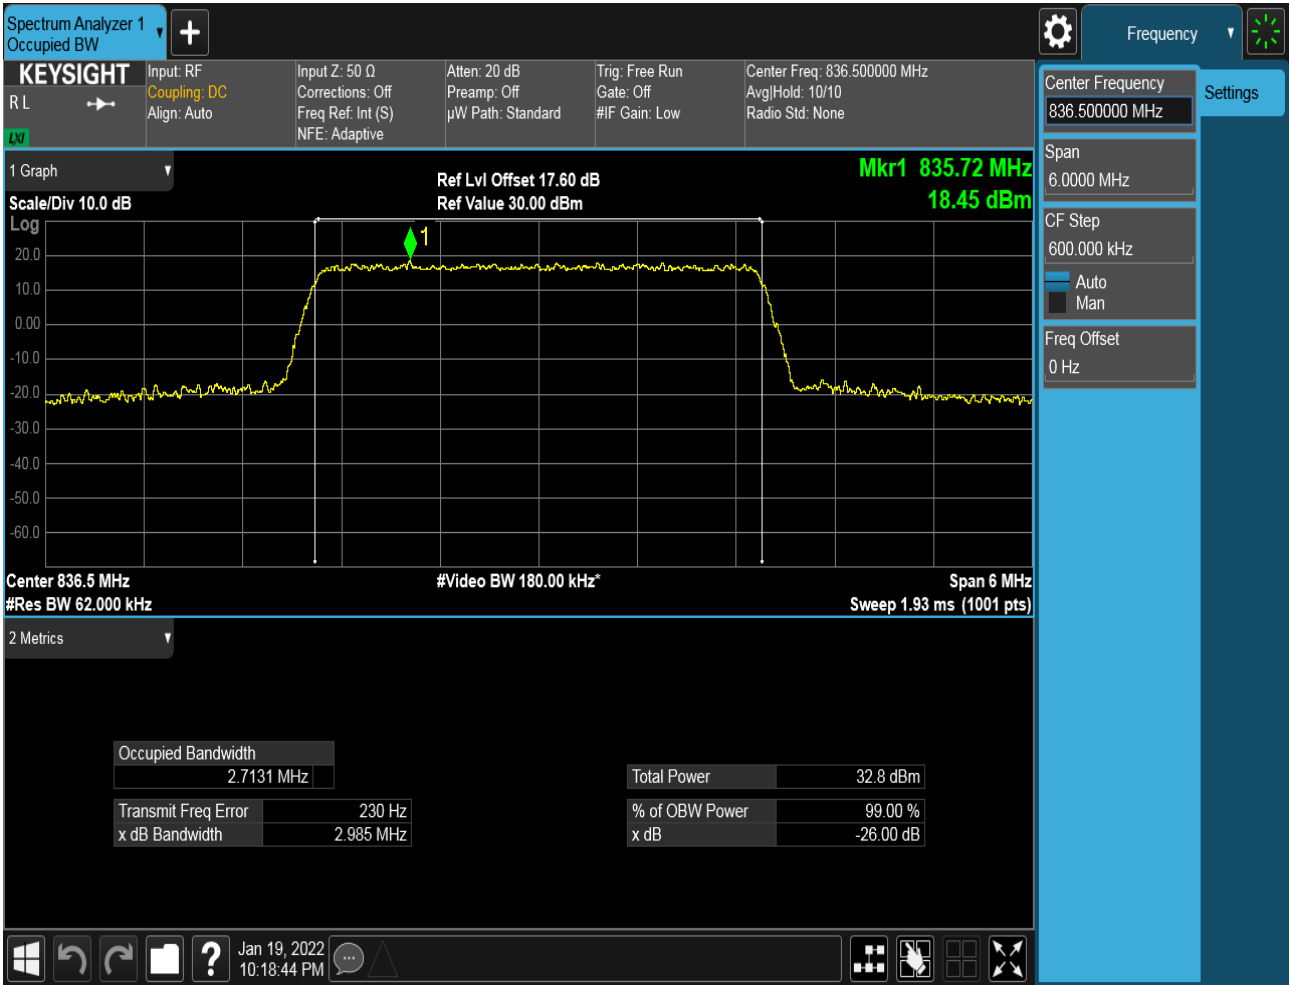 Spectrum Analyzer 1
Occupied BW
Frequency
KEYSIGHT
R L
LXI
Input: RF
Coupling: DC
Align: Auto
Input Z: 50 Ω
Corrections: Off
Freq Ref: Int (S)
NFE: Adaptive
Atten: 20 dB
Preamp: Off
µW Path: Standard
Trig: Free Run
Gate: Off
#IF Gain: Low
Center Freq: 836.500000 MHz
Avg|Hold: 10/10
Radio Std: None
Center Frequency
836.500000 MHz
Settings
Span
6.0000 MHz
CF Step
600.000 kHz
Auto
Man
Freq Offset
0 Hz
1 Graph
Scale/Div 10.0 dB
Ref Lvl Offset 17.60 dB
Ref Value 30.00 dBm
Mkr1 835.72 MHz
18.45 dBm
Log
1
20.0
10.0
0.00
-10.0
-20.0
-30.0
-40.0
-50.0
-60.0
Center 836.5 MHz
#Video BW 180.00 kHz*
Span 6 MHz
#Res BW 62.000 kHz
Sweep 1.93 ms (1001 pts)
2 Metrics
Occupied Bandwidth
2.7131 MHz
Total Power 32.8 dBm
Transmit Freq Error 230 Hz
% of OBW Power 99.00 %
x dB Bandwidth 2.985 MHz
x dB -26.00 dB
?
Jan 19, 2022
10:18:44 PM